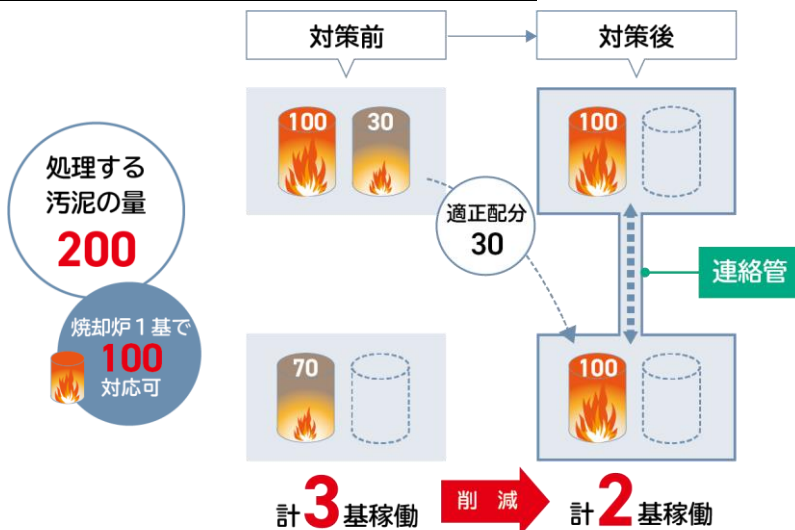 対策前
対策後
処理する
汚泥の量
200
焼却炉1基で
100
対応可
100
30
適正配分
30
100
連絡管
70
100
計3基稼働
削減
計2基稼働